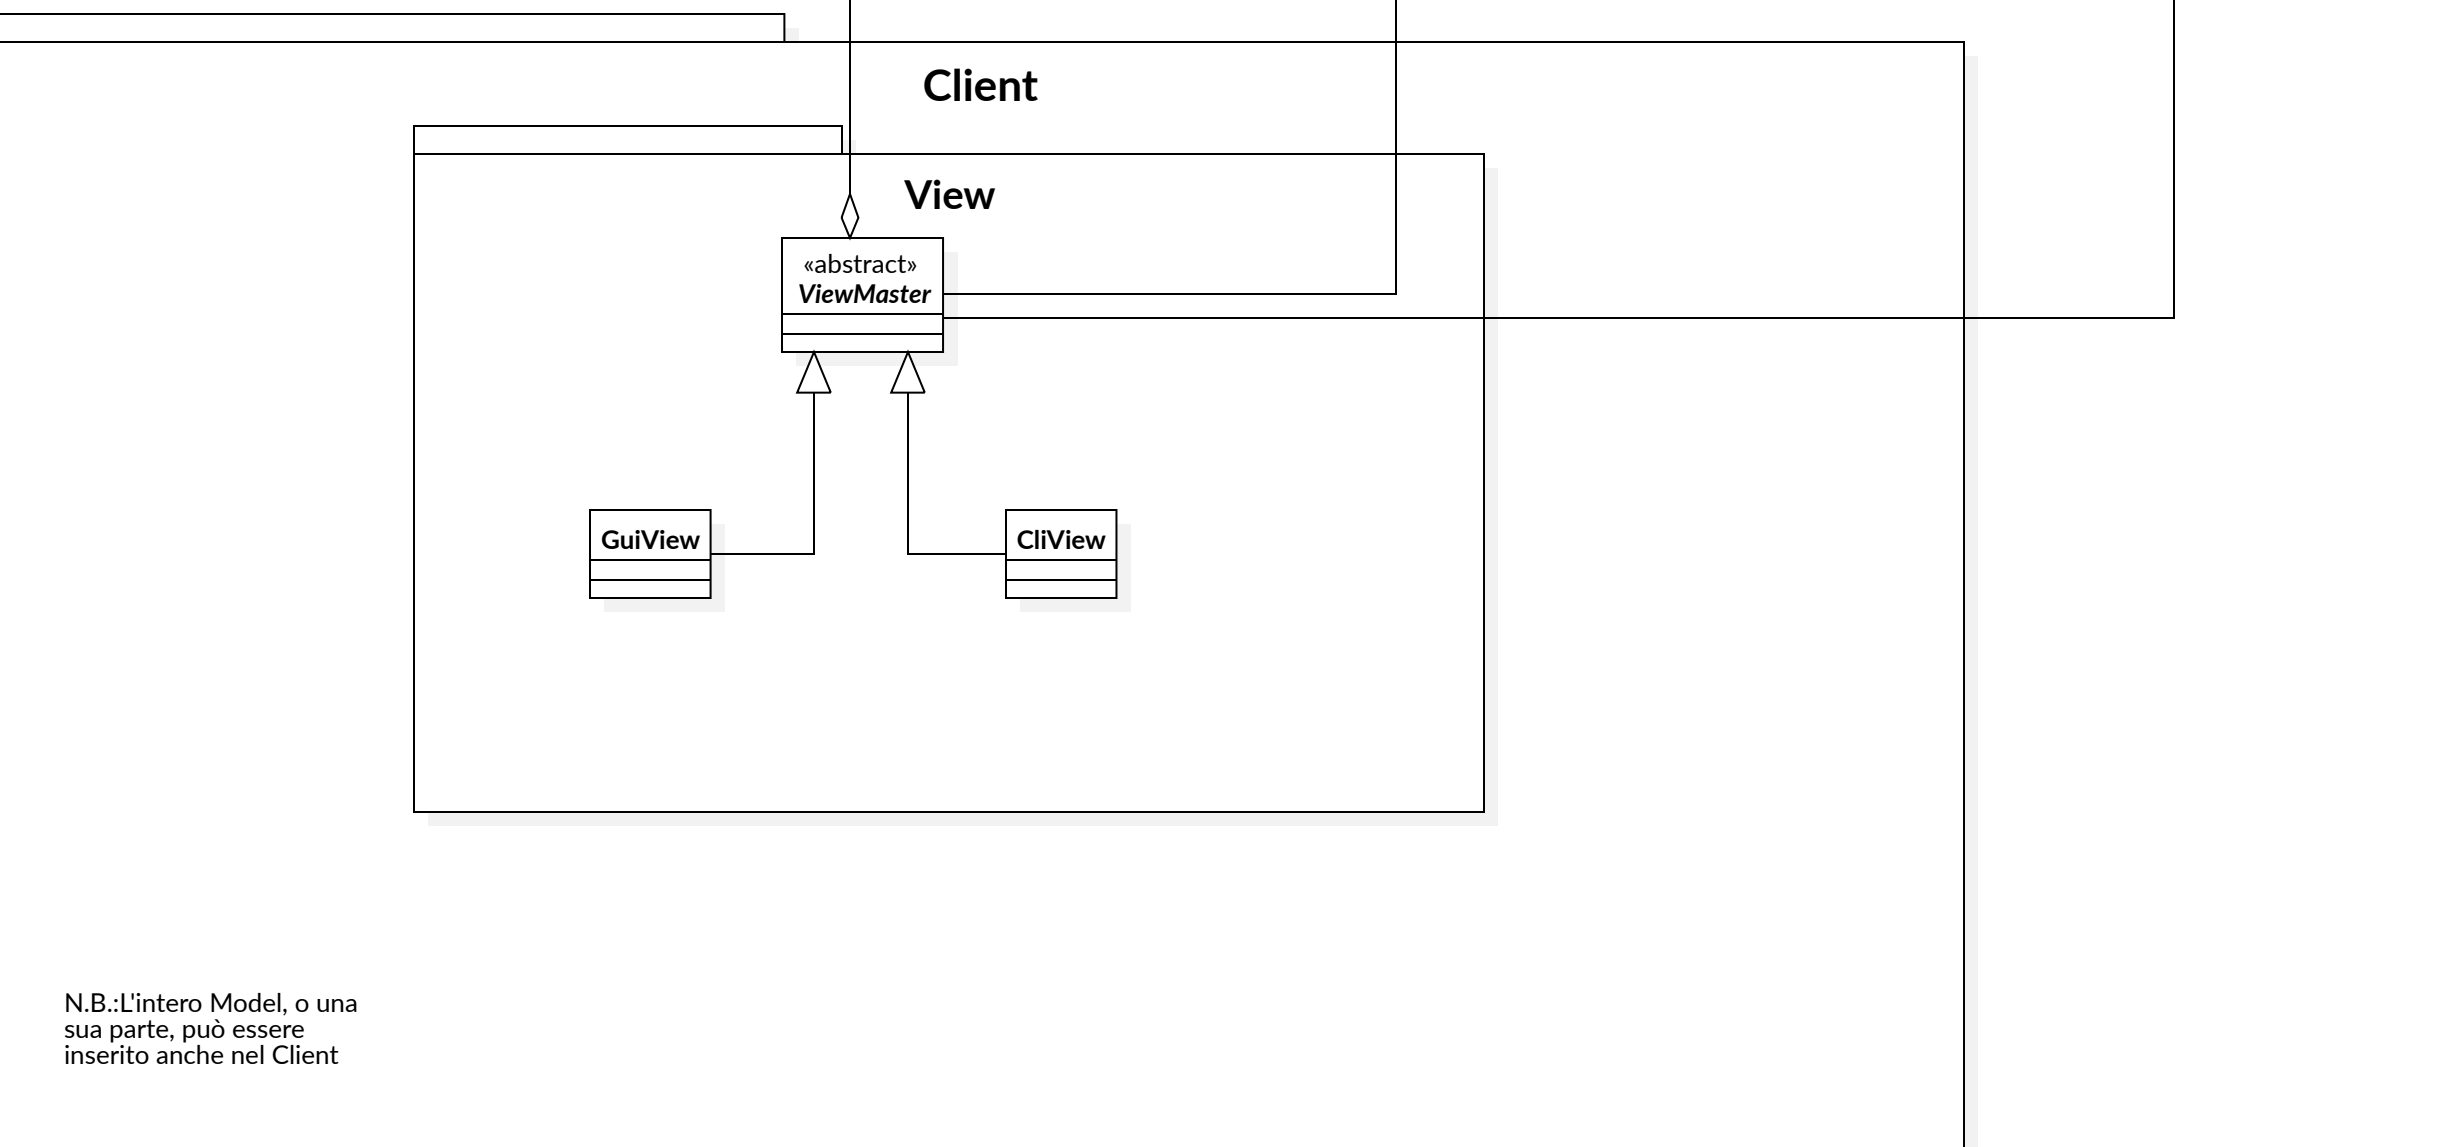 Client
View
«abstract»
ViewMaster
GuiView
CliView
N.B.:L'intero Model, o una
sua parte, può essere
inserito anche nel Client